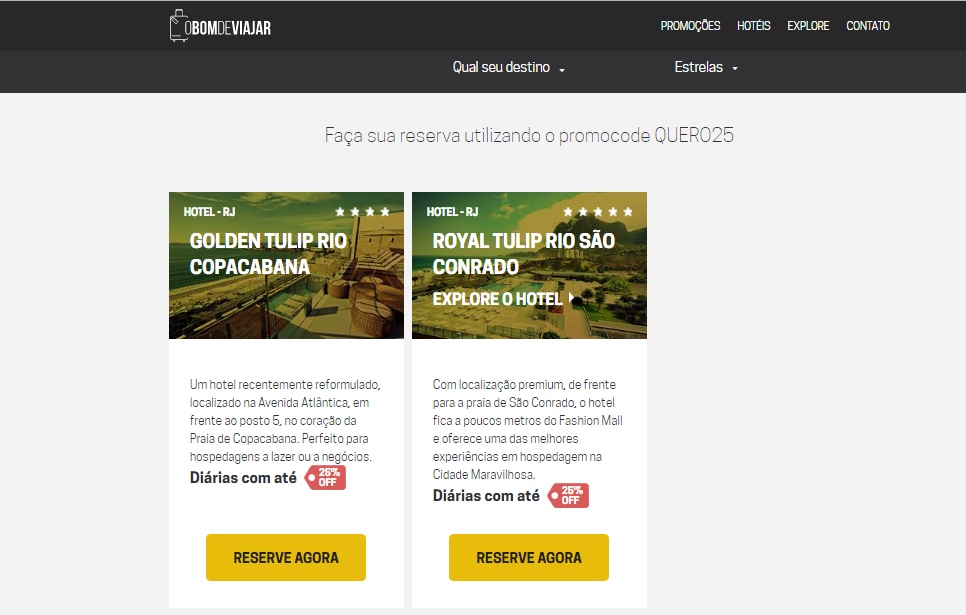 OBOMDEVIAJAR
PROMOÇÕES HOTÉIS EXPLORE CONTATO
Qual seu destino Estrelas
Faça sua reserva utilizando o promocode QUERO25
HOTEL - RJ
GOLDEN TULIP RIO
COPACABANA
Um hotel recentemente reformulado,
localizado na Avenida Atlântica, em
frente ao posto 5, no coração da
Praia de Copacabana. Perfeito para
hospedagens a lazer ou a negócios.
Diárias com até 25%
OFF
RESERVE AGORA
HOTEL - RJ
ROYAL TULIP RIO SÃO
CONRADO
EXPLORE O HOTEL
Com localização premium, de frente
para a praia de São Conrado, o hotel
fica a poucos metros do Fashion Mall
e oferece uma das melhores
experiências em hospedagem na
Cidade Maravilhosa.
Diárias com até 25%
OFF
RESERVE AGORA